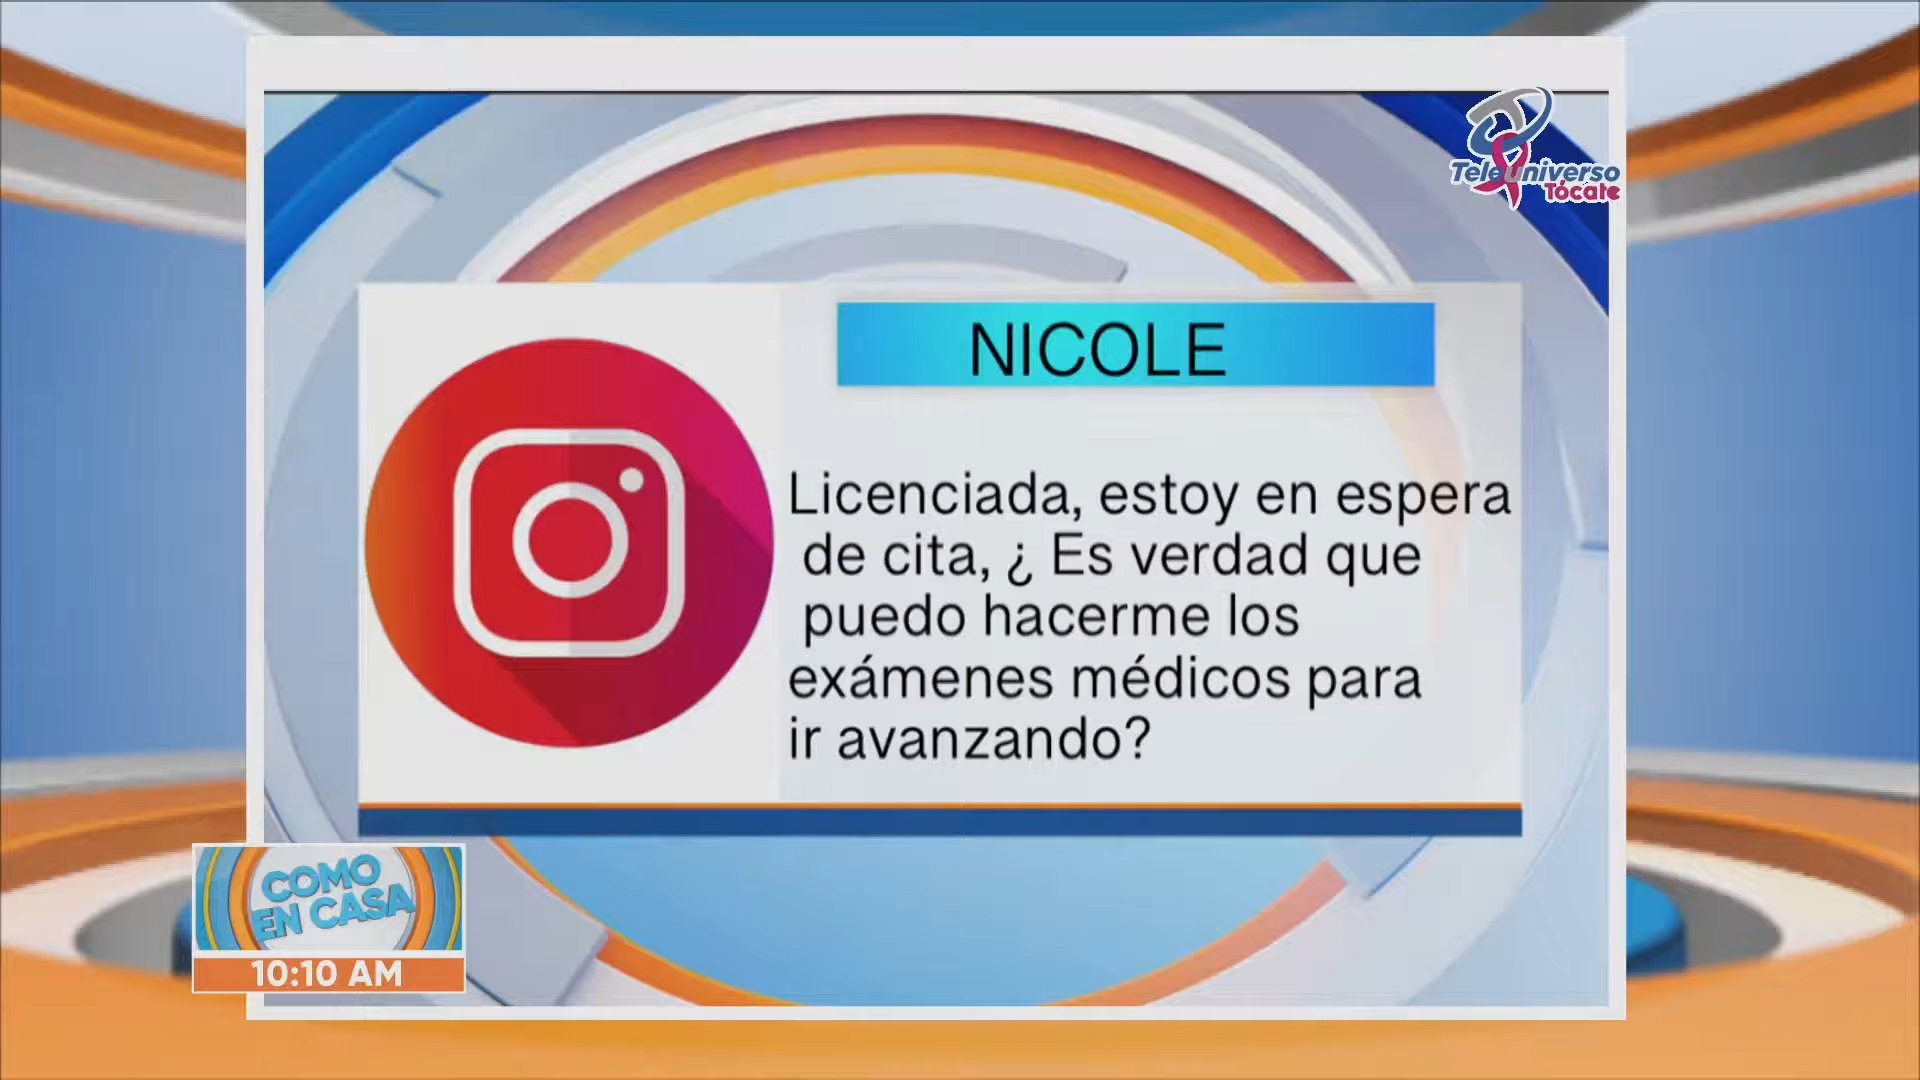 TeleUniverso
Tócate
NICOLE
Licenciada, estoy en espera
de cita, ¿ Es verdad que
puedo hacerme los
exámenes médicos para
ir avanzando?
COMO
EN CASA
10:10 AM